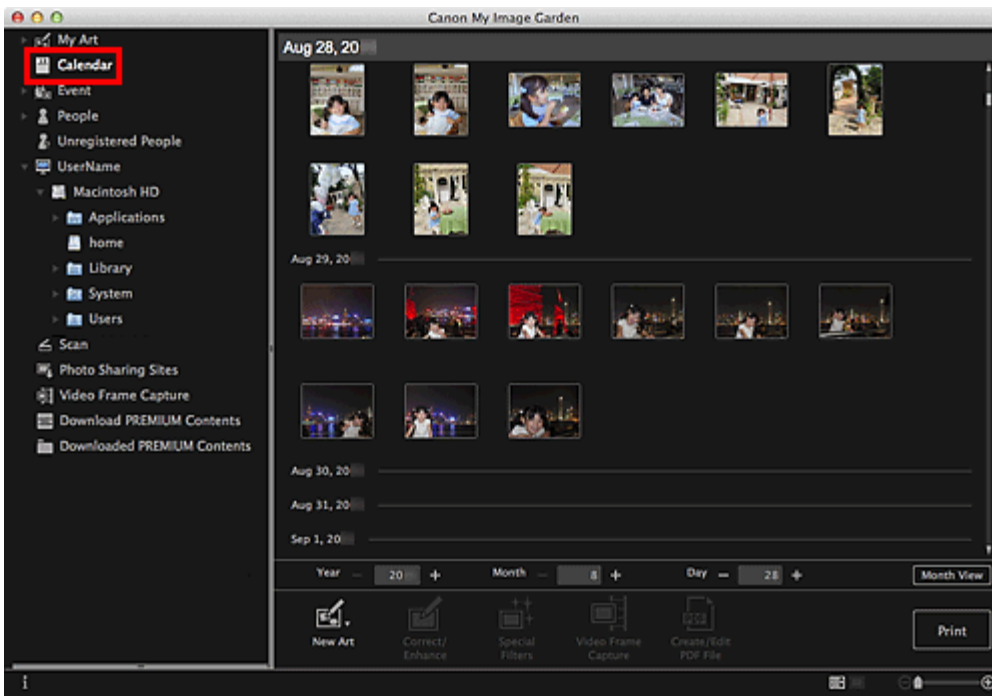 Canon My Image Garden
My Art
Calendar
Event
People
Unregistered People
UserName
Macintosh HD
Applications
home
Library
System
Users
Scan
Photo Sharing Sites
Video Frame Capture
Download PREMIUM Contents
Downloaded PREMIUM Contents
Aug 28, 20
Aug 29, 20
Aug 30, 20
Aug 31, 20
Sep 1, 20
Year − 20 + Month − 8 + Day − 28 + Month View
New Art
Correct/
Enhance
Special
Filters
Video Frame
Capture
Create/Edit
PDF File
Print